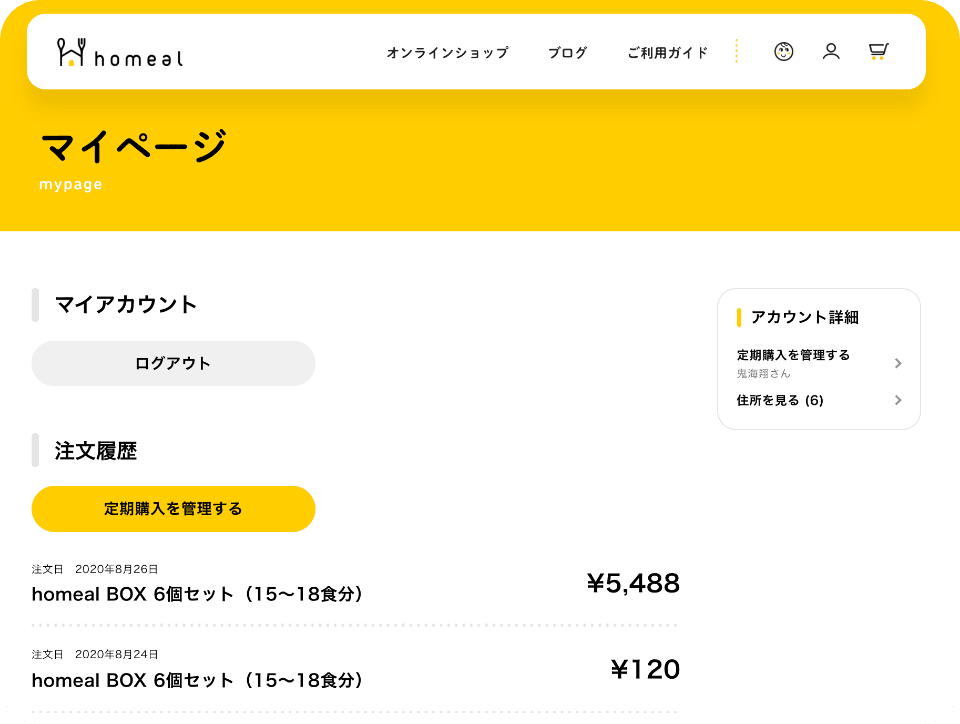 homeal
オンラインショップ
ブログ
ご利用ガイド
マイページ
mypage
マイアカウント
ログアウト
注文履歴
定期購入を管理する
注文日 2020年8月26日
homeal BOX 6個セット（15〜18食分）
¥5,488
注文日 2020年8月24日
homeal BOX 6個セット（15〜18食分）
¥120
アカウント詳細
定期購入を管理する
鬼海翔さん
住所を見る (6)